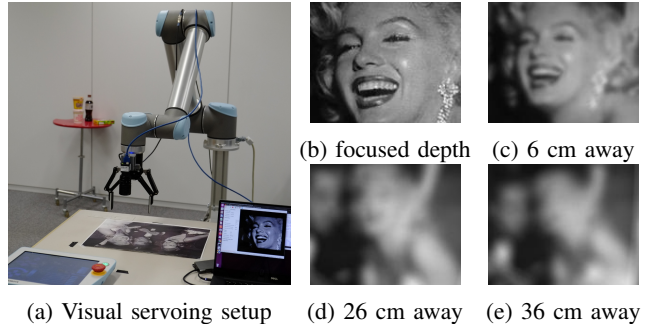 (b) focused depth
(c) 6 cm away
(a) Visual servoing setup
(d) 26 cm away
(e) 36 cm away